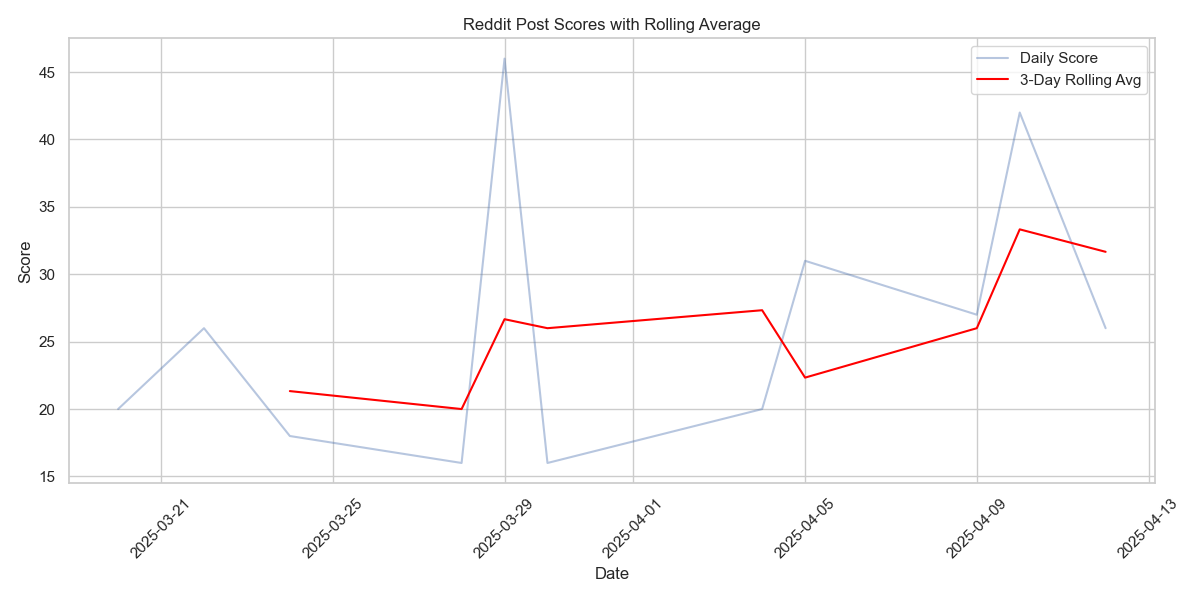 Reddit Post Scores with Rolling Average
Daily Score
3-Day Rolling Avg
Score
45
40
35
30
25
20
15
2025-03-21
2025-03-25
2025-03-29
2025-04-01
2025-04-05
2025-04-09
2025-04-13
Date